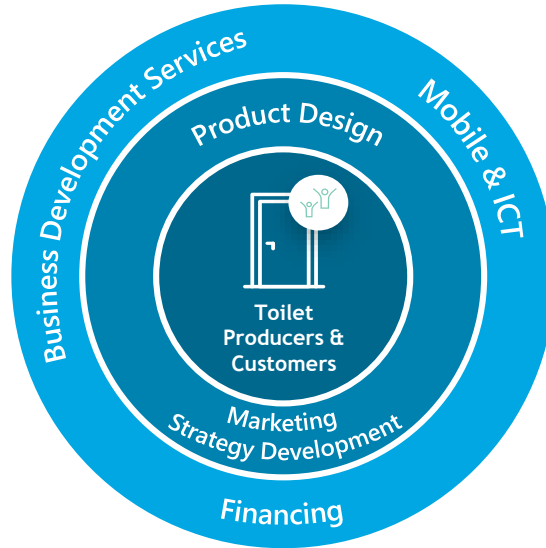 Business Development Services
Mobile & ICT
Product Design
Toilet
Producers &
Customers
Marketing
Strategy Development
Financing